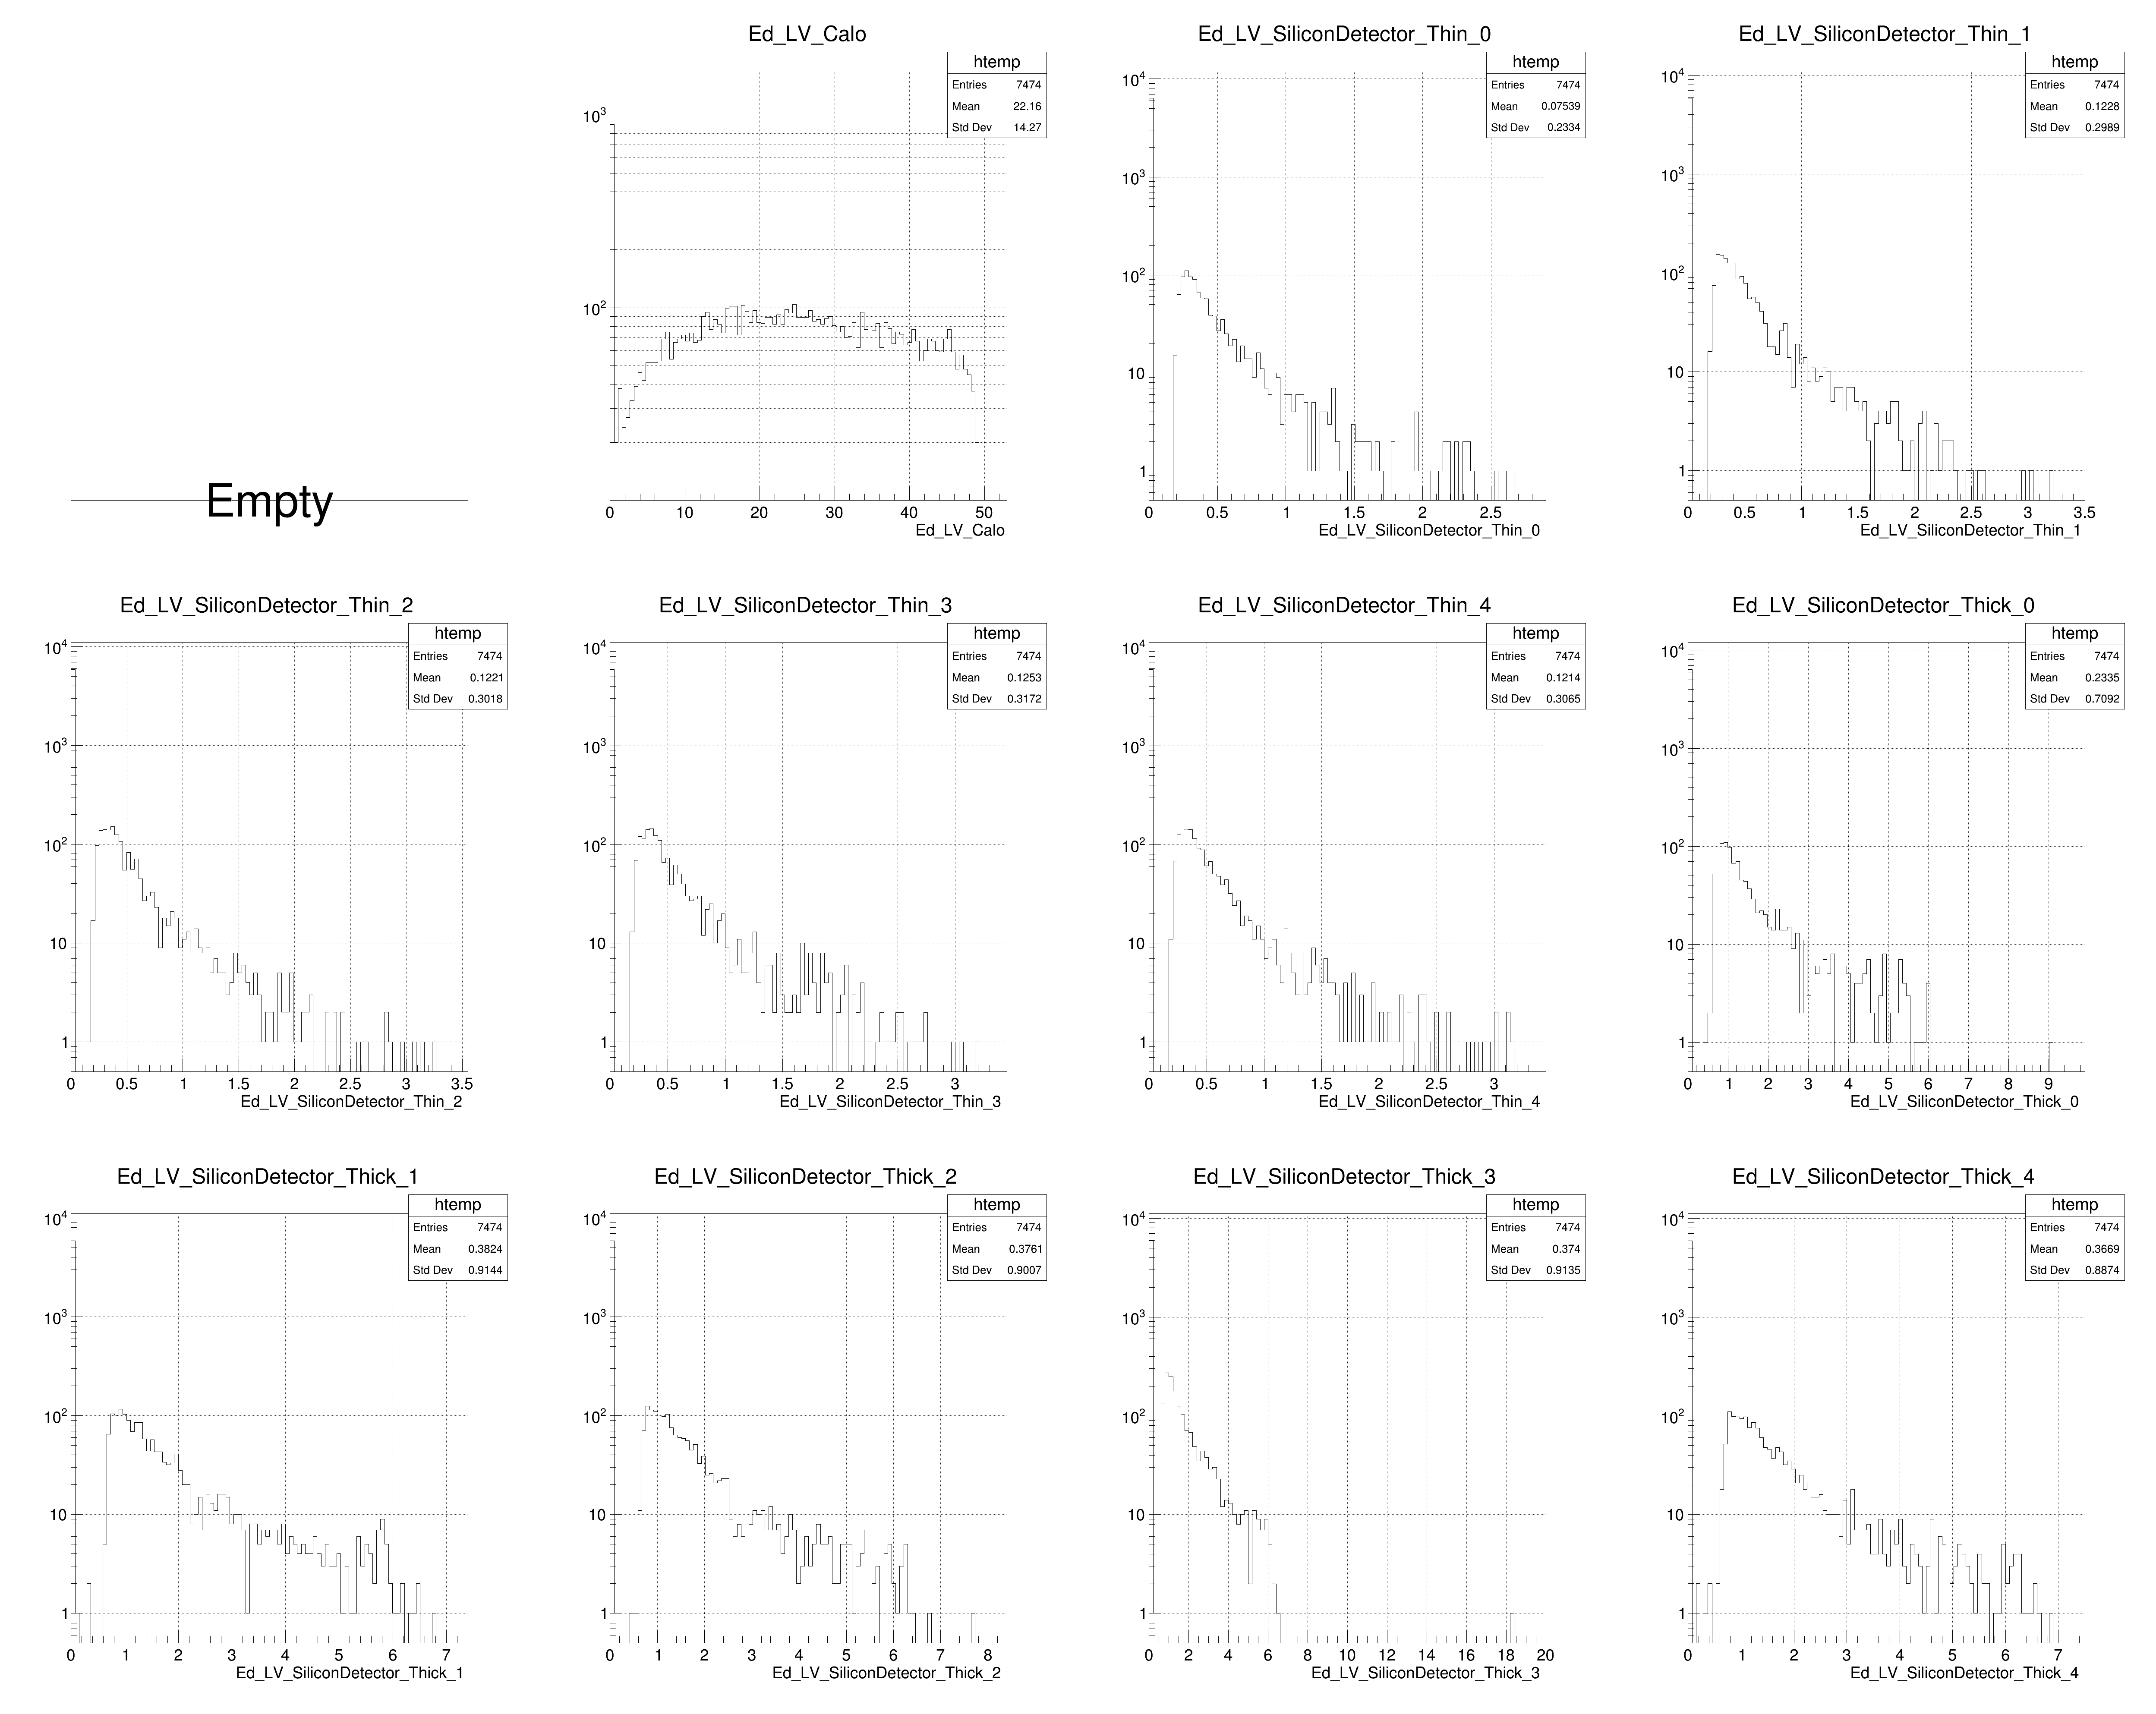 Empty
Ed_LV_Calo
htemp
Entries 7474
Mean 22.16
Std Dev 14.27
10^3
10^2
0 10 20 30 40 50
Ed_LV_Calo
Ed_LV_SiliconDetector_Thin_0
htemp
Entries 7474
Mean 0.07539
Std Dev 0.2334
10^4
10^3
10^2
10
1
0 0.5 1 1.5 2 2.5
Ed_LV_SiliconDetector_Thin_0
Ed_LV_SiliconDetector_Thin_1
htemp
Entries 7474
Mean 0.1228
Std Dev 0.2989
10^4
10^3
10^2
10
1
0 0.5 1 1.5 2 2.5 3 3.5
Ed_LV_SiliconDetector_Thin_1
Ed_LV_SiliconDetector_Thin_2
htemp
Entries 7474
Mean 0.1221
Std Dev 0.3018
10^4
10^3
10^2
10
1
0 0.5 1 1.5 2 2.5 3 3.5
Ed_LV_SiliconDetector_Thin_2
Ed_LV_SiliconDetector_Thin_3
htemp
Entries 7474
Mean 0.1253
Std Dev 0.3172
10^4
10^3
10^2
10
1
0 0.5 1 1.5 2 2.5 3
Ed_LV_SiliconDetector_Thin_3
Ed_LV_SiliconDetector_Thin_4
htemp
Entries 7474
Mean 0.1214
Std Dev 0.3065
10^4
10^3
10^2
10
1
0 0.5 1 1.5 2 2.5 3
Ed_LV_SiliconDetector_Thin_4
Ed_LV_SiliconDetector_Thick_0
htemp
Entries 7474
Mean 0.2335
Std Dev 0.7092
10^4
10^3
10^2
10
1
0 1 2 3 4 5 6 7 8 9
Ed_LV_SiliconDetector_Thick_0
Ed_LV_SiliconDetector_Thick_1
htemp
Entries 7474
Mean 0.3824
Std Dev 0.9144
10^4
10^3
10^2
10
1
0 1 2 3 4 5 6 7
Ed_LV_SiliconDetector_Thick_1
Ed_LV_SiliconDetector_Thick_2
htemp
Entries 7474
Mean 0.3761
Std Dev 0.9007
10^4
10^3
10^2
10
1
0 1 2 3 4 5 6 7 8
Ed_LV_SiliconDetector_Thick_2
Ed_LV_SiliconDetector_Thick_3
htemp
Entries 7474
Mean 0.374
Std Dev 0.9135
10^4
10^3
10^2
10
1
0 2 4 6 8 10 12 14 16 18 20
Ed_LV_SiliconDetector_Thick_3
Ed_LV_SiliconDetector_Thick_4
htemp
Entries 7474
Mean 0.3669
Std Dev 0.8874
10^4
10^3
10^2
10
1
0 1 2 3 4 5 6 7
Ed_LV_SiliconDetector_Thick_4